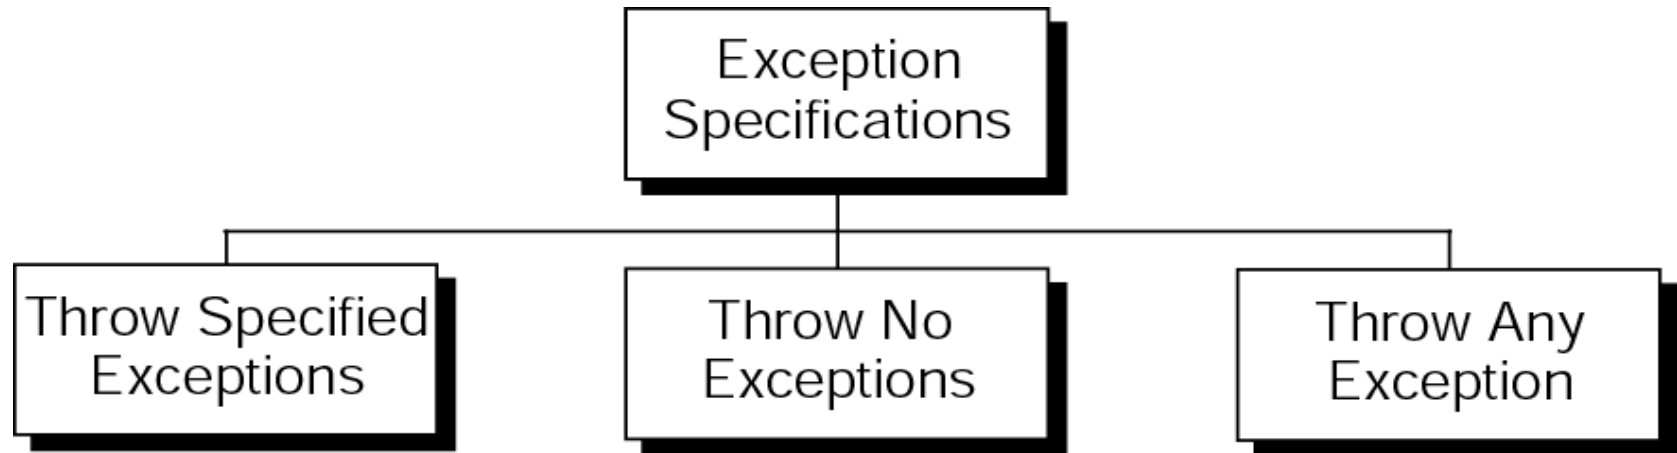 Exception
Specifications
Throw Specified
Exceptions
Throw No
Exceptions
Throw Any
Exception